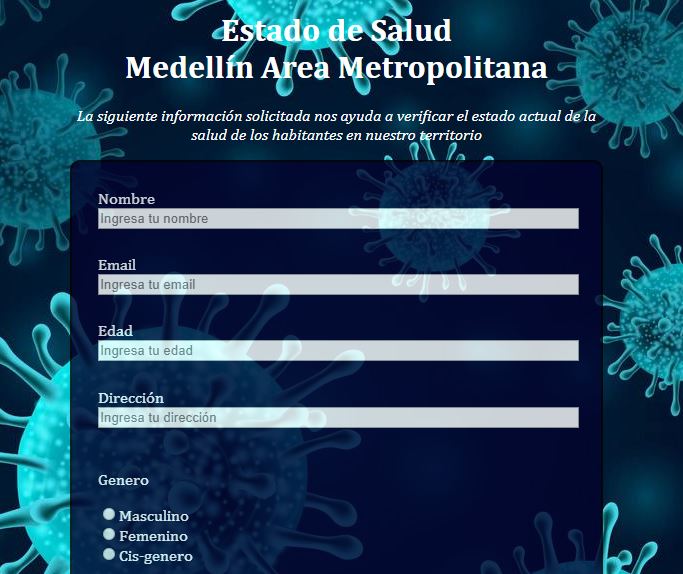 Estado de Salud
Medellín Area Metropolitana
La siguiente información solicitada nos ayuda a verificar el estado actual de la
salud de los habitantes en nuestro territorio
Nombre
Ingresa tu nombre
Email
Ingresa tu email
Edad
Ingresa tu edad
Dirección
Ingresa tu dirección
Genero
Masculino
Femenino
Cis-genero